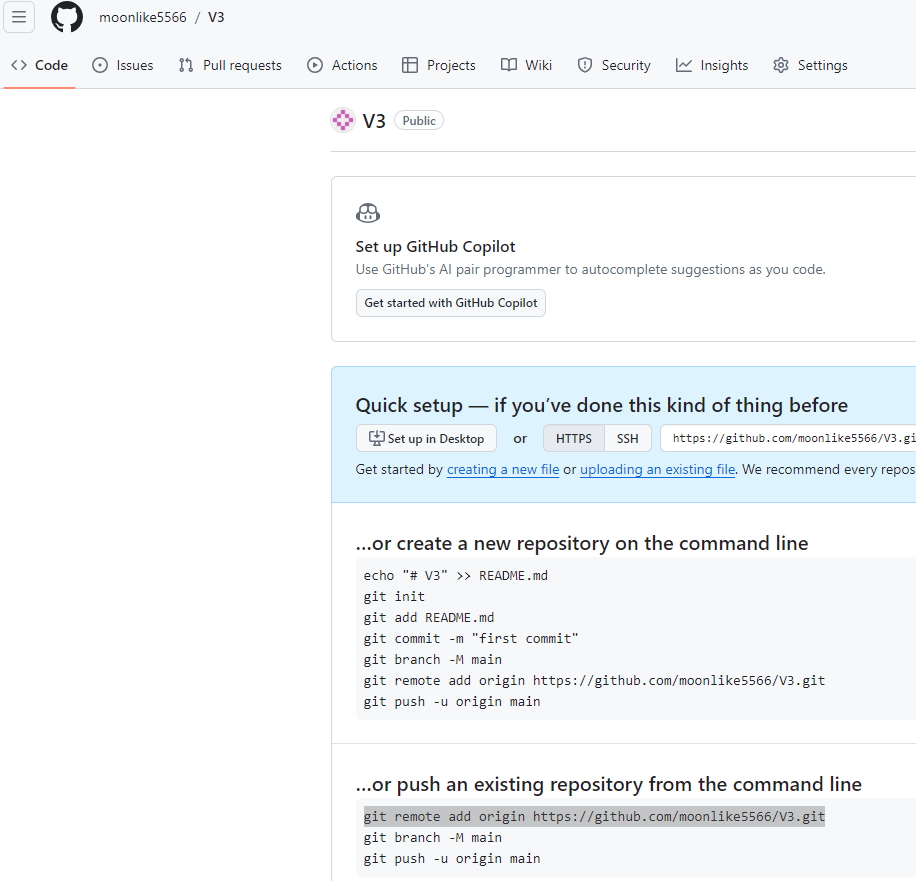 moonlike5566 / V3
Code Issues Pull requests Actions Projects Wiki Security Insights Settings
V3 Public
Set up GitHub Copilot
Use GitHub's AI pair programmer to autocomplete suggestions as you code.
Get started with GitHub Copilot
Quick setup — if you’ve done this kind of thing before
Set up in Desktop or HTTPS SSH https://github.com/moonlike5566/V3.gi
Get started by creating a new file or uploading an existing file. We recommend every repos
…or create a new repository on the command line
echo "# V3" >> README.md
git init
git add README.md
git commit -m "first commit"
git branch -M main
git remote add origin https://github.com/moonlike5566/V3.git
git push -u origin main
…or push an existing repository from the command line
git remote add origin https://github.com/moonlike5566/V3.git
git branch -M main
git push -u origin main